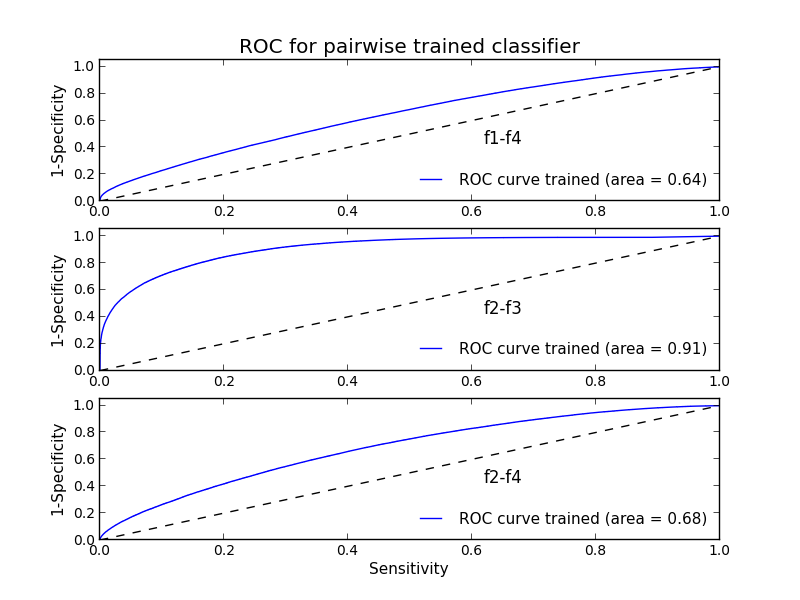 ROC for pairwise trained classifier
1.0
0.8
0.6
0.4
0.2
0.0
1-Specificity
f1-f4
ROC curve trained (area = 0.64)
0.0 0.2 0.4 0.6 0.8 1.0
1.0
0.8
0.6
0.4
0.2
0.0
1-Specificity
f2-f3
ROC curve trained (area = 0.91)
0.0 0.2 0.4 0.6 0.8 1.0
1.0
0.8
0.6
0.4
0.2
0.0
1-Specificity
f2-f4
ROC curve trained (area = 0.68)
0.0 0.2 0.4 0.6 0.8 1.0
Sensitivity